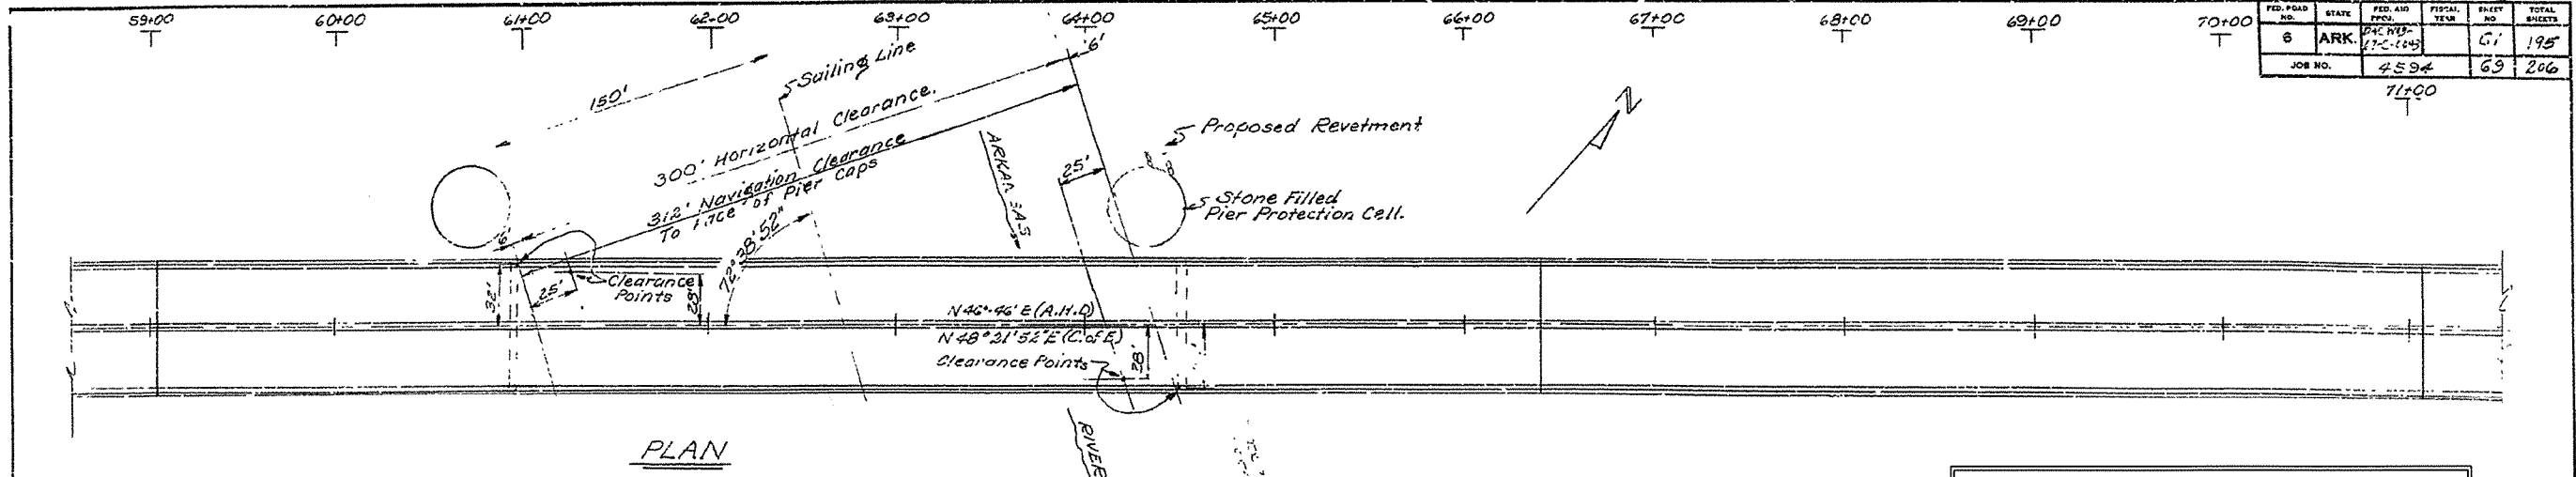 59+00 60+00 61+00 62+00 63+00 64+00 65+00 66+00 67+00 68+00 69+00 70+00
71+00
FED. ROAD NO. STATE FED. AID PROJ. FISCAL YEAR SHEET NO TOTAL SHEETS
6 ARK. 195
JOB NO. 4594 69 206
6'
Sailing Line
150'
300' Horizontal Clearance.
312' Navigation Clearance
To Face of Pier Caps
ARKANSAS
25'
Proposed Revetment
Stone Filled
Pier Protection Cell.
N
6'
72°38'52"
32'
25'
Clearance
Points
28'
N46°-46'E (A.H.D)
N48°21'52"E (C.of E)
Clearance Points
28'
RIVER
PLAN